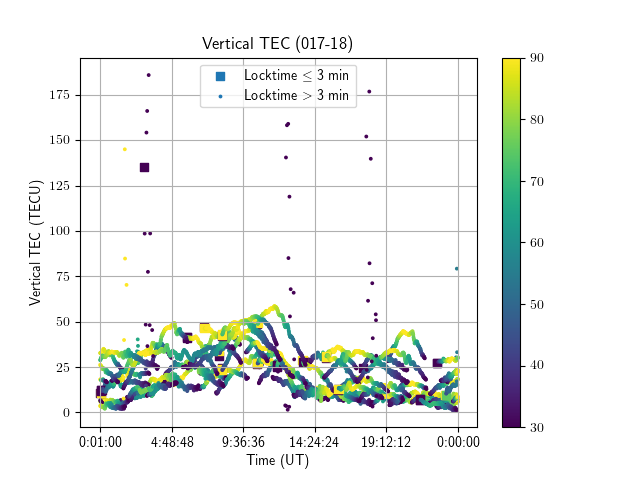 Vertical TEC (017-18)
Locktime ≤ 3 min
Locktime > 3 min
Vertical TEC (TECU)
175
150
125
100
75
50
25
0
0:01:00 4:48:48 9:36:36 14:24:24 19:12:12 0:00:00
Time (UT)
90
80
70
60
50
40
30